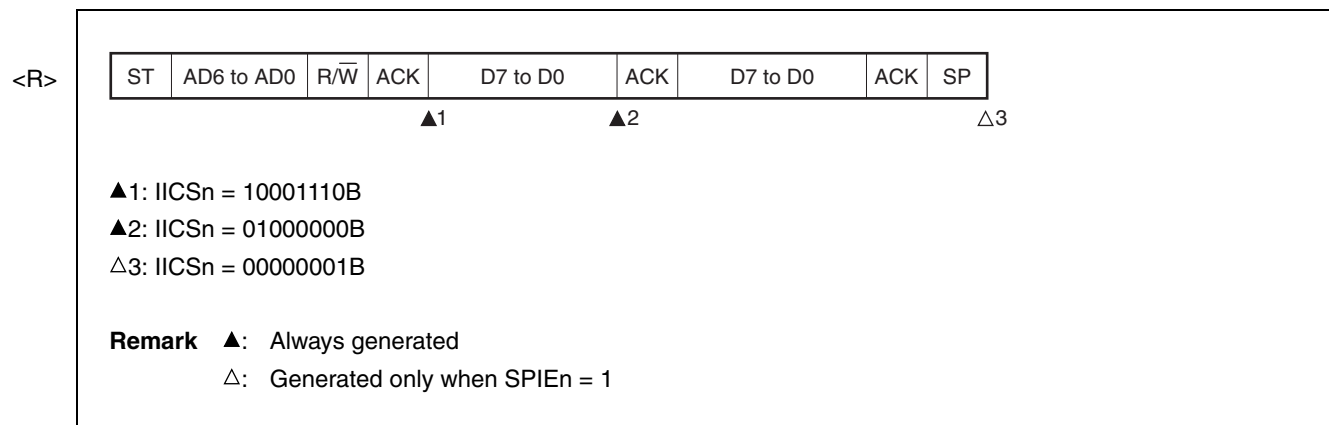 <R>
ST AD6 to AD0 R/W̅ ACK D7 to D0 ACK D7 to D0 ACK SP
▲1 ▲2 △3
▲1: IICSn = 10001110B
▲2: IICSn = 01000000B
△3: IICSn = 00000001B
Remark ▲: Always generated
△: Generated only when SPIEn = 1